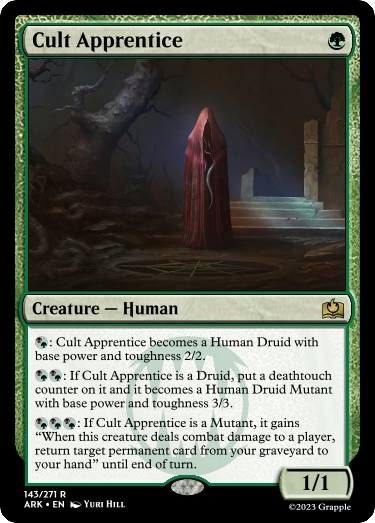 Cult Apprentice
Creature — Human
: Cult Apprentice becomes a Human Druid with
base power and toughness 2/2.
: If Cult Apprentice is a Druid, put a deathtouch
counter on it and it becomes a Human Druid Mutant
with base power and toughness 3/3.
: If Cult Apprentice is a Mutant, it gains
“When this creature deals combat damage to a player,
return target permanent card from your graveyard to
your hand” until end of turn.
1/1
143/271 R
ARK • EN Yuri Hill
©2023 Grapple